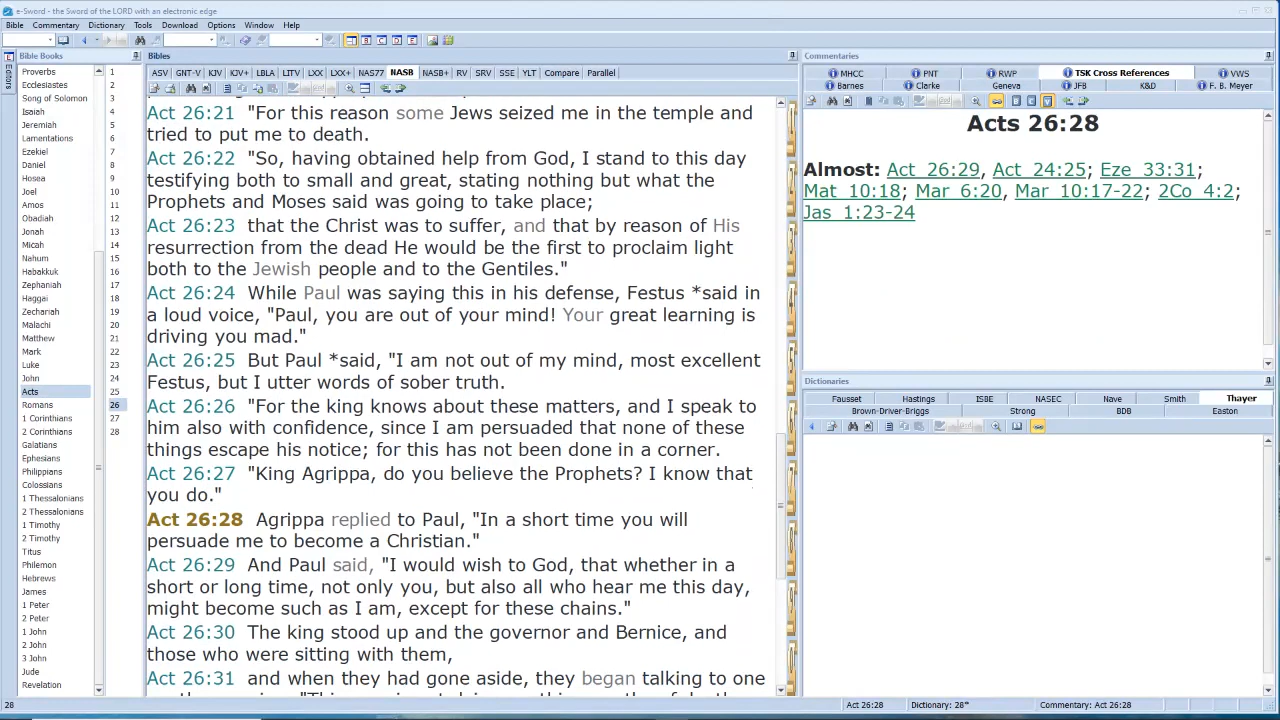 e-Sword - the Sword of the LORD with an electronic edge
Bible Commentary Dictionary Tools Download Options Window Help
Editors
Bible Books
Proverbs
Ecclesiastes
Song of Solomon
Isaiah
Jeremiah
Lamentations
Ezekiel
Daniel
Hosea
Joel
Amos
Obadiah
Jonah
Micah
Nahum
Habakkuk
Zephaniah
Haggai
Zechariah
Malachi
Matthew
Mark
Luke
John
Acts
Romans
1 Corinthians
2 Corinthians
Galatians
Ephesians
Philippians
Colossians
1 Thessalonians
2 Thessalonians
1 Timothy
2 Timothy
Titus
Philemon
Hebrews
James
1 Peter
2 Peter
1 John
2 John
3 John
Jude
Revelation
1
2
3
4
5
6
7
8
9
10
11
12
13
14
15
16
17
18
19
20
21
22
23
24
25
26
27
28
Bibles
ASV GNT-V KJV KJV+ LBLA LITV LXX LXX+ NAS77 NASB NASB+ RV SRV SSE YLT Compare Parallel
Act 26:21 "For this reason some Jews seized me in the temple and
tried to put me to death.
Act 26:22 "So, having obtained help from God, I stand to this day
testifying both to small and great, stating nothing but what the
Prophets and Moses said was going to take place;
Act 26:23 that the Christ was to suffer, and that by reason of His
resurrection from the dead He would be the first to proclaim light
both to the Jewish people and to the Gentiles."
Act 26:24 While Paul was saying this in his defense, Festus *said in
a loud voice, "Paul, you are out of your mind! Your great learning is
driving you mad."
Act 26:25 But Paul *said, "I am not out of my mind, most excellent
Festus, but I utter words of sober truth.
Act 26:26 "For the king knows about these matters, and I speak to
him also with confidence, since I am persuaded that none of these
things escape his notice; for this has not been done in a corner.
Act 26:27 "King Agrippa, do you believe the Prophets? I know that
you do."
Act 26:28 Agrippa replied to Paul, "In a short time you will
persuade me to become a Christian."
Act 26:29 And Paul said, "I would wish to God, that whether in a
short or long time, not only you, but also all who hear me this day,
might become such as I am, except for these chains."
Act 26:30 The king stood up and the governor and Bernice, and
those who were sitting with them,
Act 26:31 and when they had gone aside, they began talking to one
Commentaries
MHCC PNT RWP TSK Cross References VWS
Barnes Clarke Geneva JFB K&D F. B. Meyer
Acts 26:28
Almost: Act 26:29, Act 24:25; Eze 33:31;
Mat 10:18; Mar 6:20, Mar 10:17-22; 2Co 4:2;
Jas 1:23-24
Dictionaries
Fausset Hastings ISBE NASEC Nave Smith Thayer
Brown-Driver-Briggs Strong BDB Easton
28 Act 26:28 Dictionary: 28* Commentary: Act 26:28